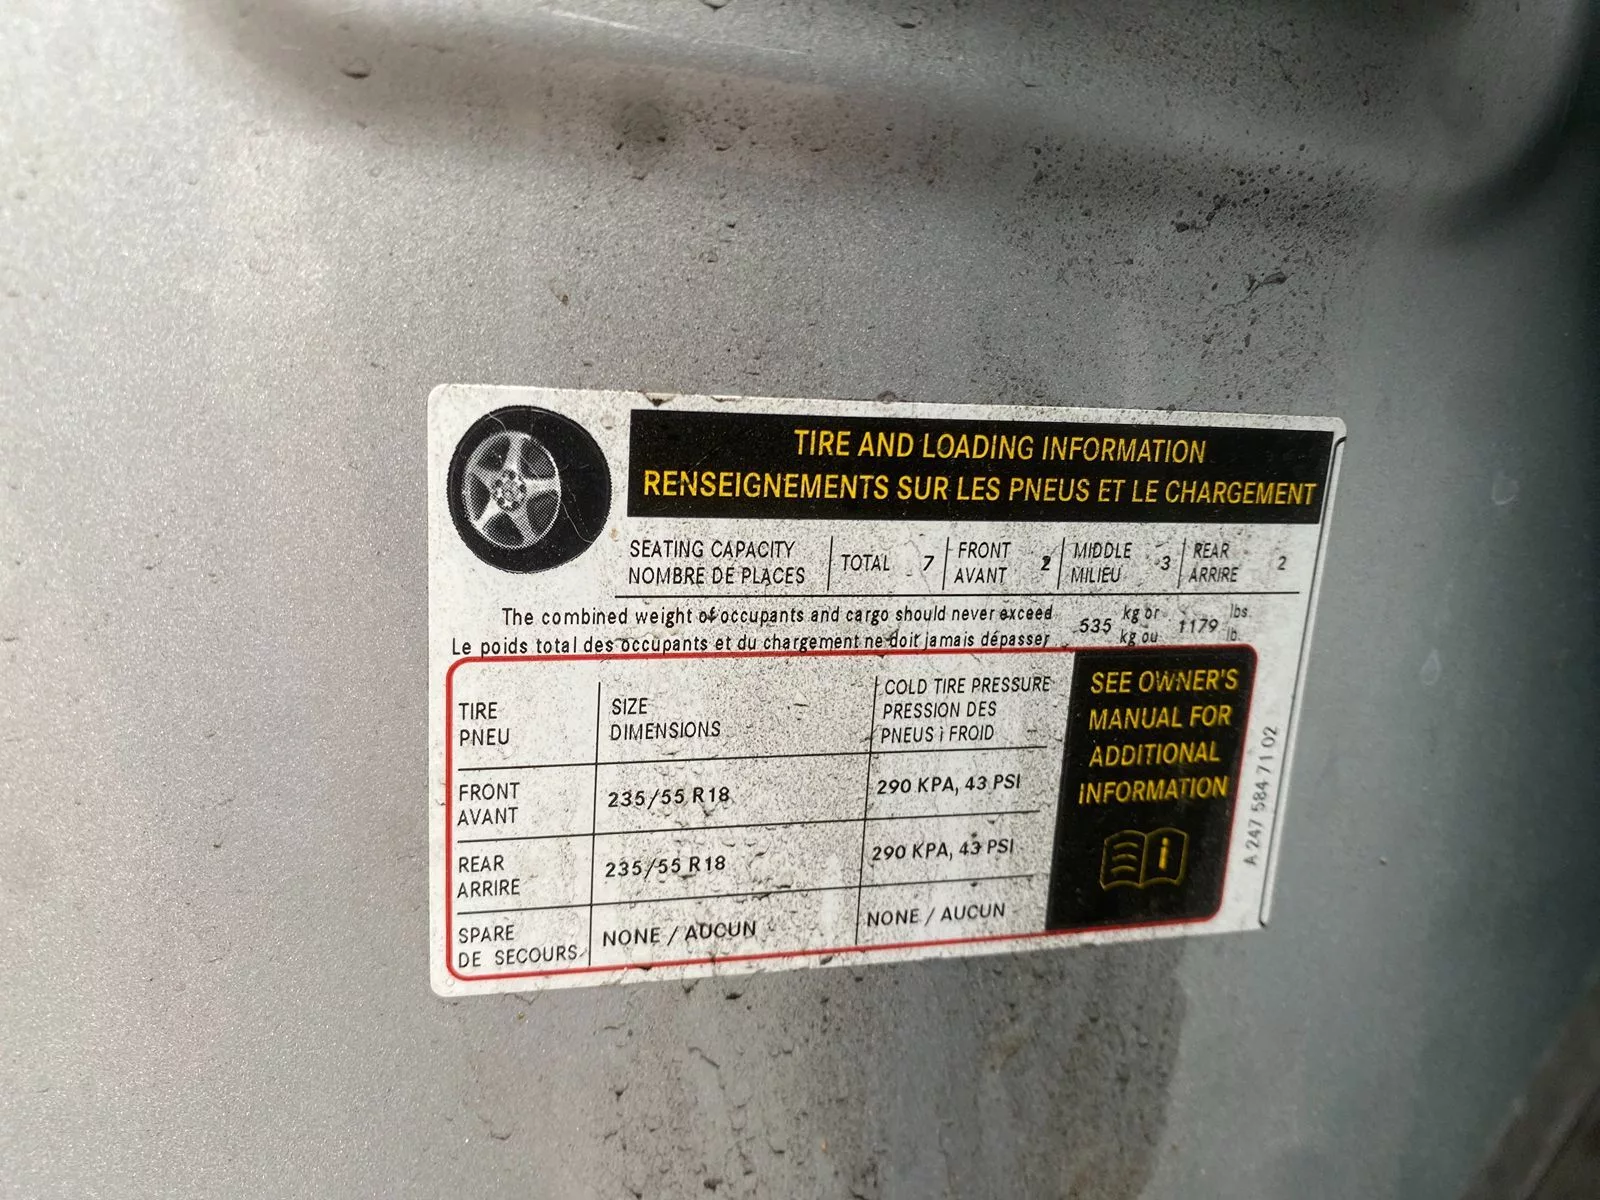 TIRE AND LOADING INFORMATION
RENSEIGNEMENTS SUR LES PNEUS ET LE CHARGEMENT
SEATING CAPACITY
NOMBRE DE PLACES
TOTAL 7
FRONT
AVANT 2
MIDDLE
MILIEU 3
REAR
ARRIRE 2
The combined weight of occupants and cargo should never exceed 535 kg or 1179 lbs.
Le poids total des occupants et du chargement ne doit jamais dépasser kg ou lb.
TIRE
PNEU
SIZE
DIMENSIONS
COLD TIRE PRESSURE
PRESSION DES
PNEUS i FROID
FRONT
AVANT
235/55 R18
290 KPA, 43 PSI
REAR
ARRIRE
235/55 R18
290 KPA, 43 PSI
SPARE
DE SECOURS
NONE / AUCUN
NONE / AUCUN
SEE OWNER'S
MANUAL FOR
ADDITIONAL
INFORMATION
i
A 247 584 71 02